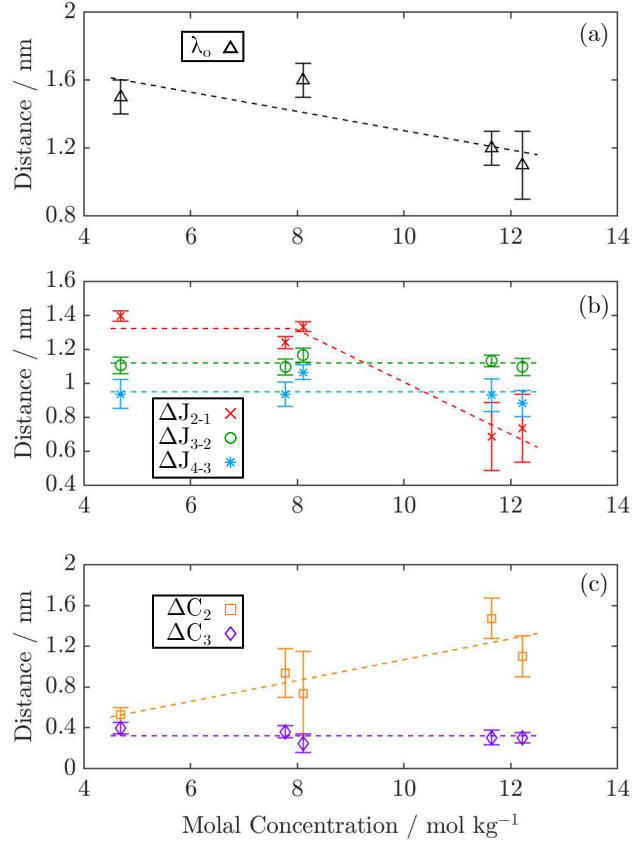 2
(a)
λₒ △
1.6
1.2
0.8
Distance / nm
4 6 8 10 12 14
1.6
(b)
1.4
1.2
1
0.8
0.6
0.4
Distance / nm
ΔJ₂₋₁ ×
ΔJ₃₋₂ ○
ΔJ₄₋₃ ∗
4 6 8 10 12 14
2
(c)
ΔC₂ □
ΔC₃ ◇
1.6
1.2
0.8
0.4
0
Distance / nm
4 6 8 10 12 14
Molal Concentration / mol kg⁻¹